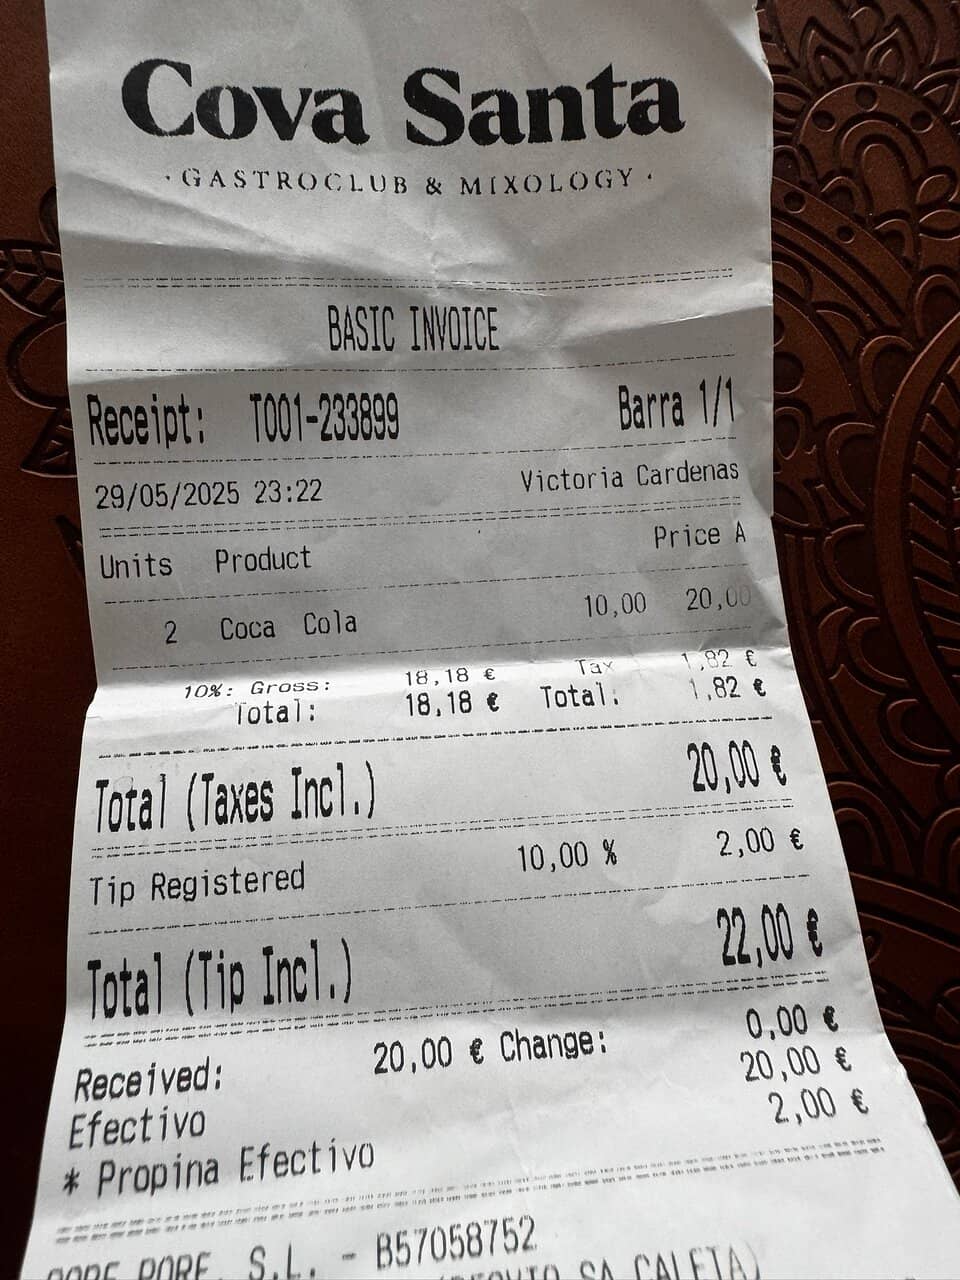 Cova Santa
· GASTROCLUB & MIXOLOGY ·
BASIC INVOICE
Receipt: T001-233899 Barra 1/1
29/05/2025 23:22 Victoria Cardenas
Units Product Price A
2 Coca Cola 10,00 20,00
10%: Gross: 18,18 € Tax 1,82 €
Total: 18,18 € Total: 1,82 €
Total (Taxes Incl.) 20,00 €
Tip Registered 10,00 % 2,00 €
Total (Tip Incl.) 22,00 €
Received: 20,00 € Change: 0,00 €
Efectivo 20,00 €
* Propina Efectivo 2,00 €
S.L. - B57058752
SA CALETA)